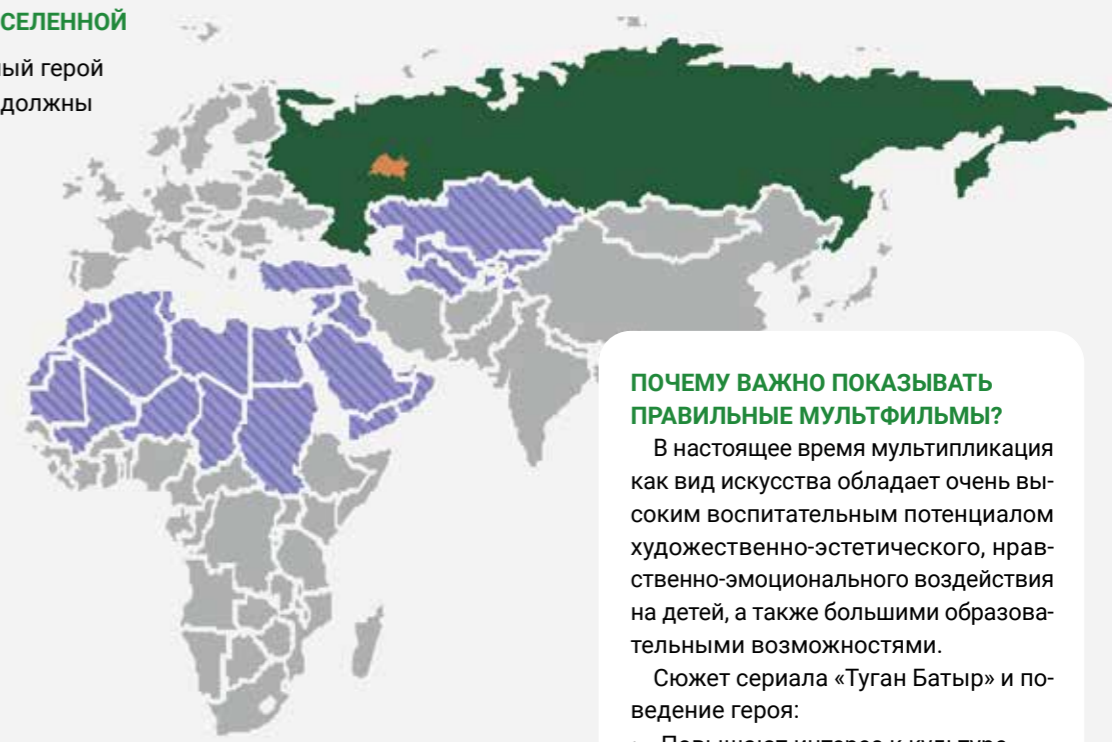 СЕЛЕННОЙ
ый герой
должны
ПОЧЕМУ ВАЖНО ПОКАЗЫВАТЬ
ПРАВИЛЬНЫЕ МУЛЬТФИЛЬМЫ?
В настоящее время мультипликация
как вид искусства обладает очень вы-
соким воспитательным потенциалом
художественно-эстетического, нрав-
ственно-эмоционального воздействия
на детей, а также большими образова-
тельными возможностями.
Сюжет сериала «Туган Батыр» и по-
ведение героя: